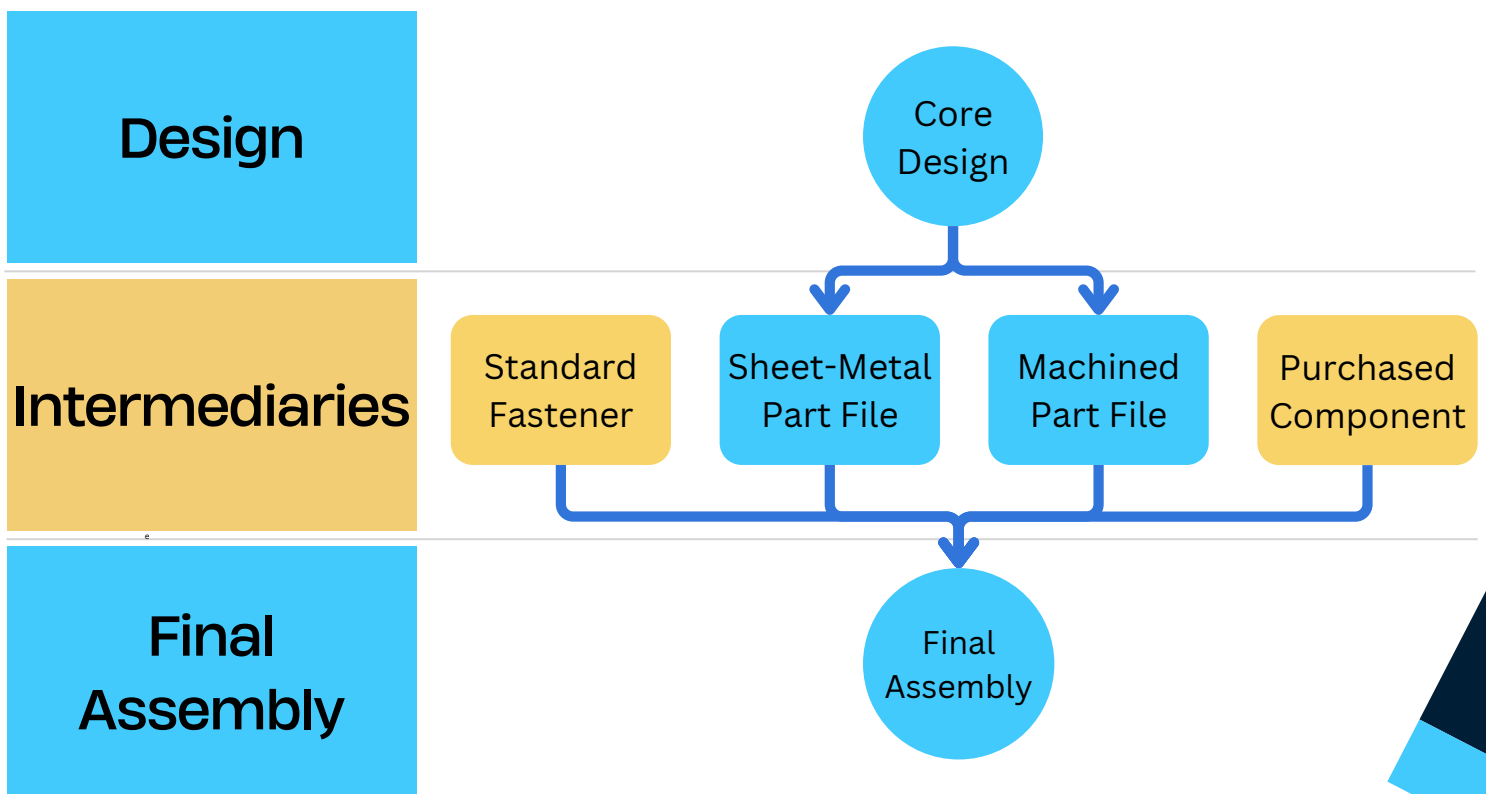 Design
Core
Design
Intermediaries
Standard
Fastener
Sheet-Metal
Part File
Machined
Part File
Purchased
Component
e
Final
Assembly
Final
Assembly